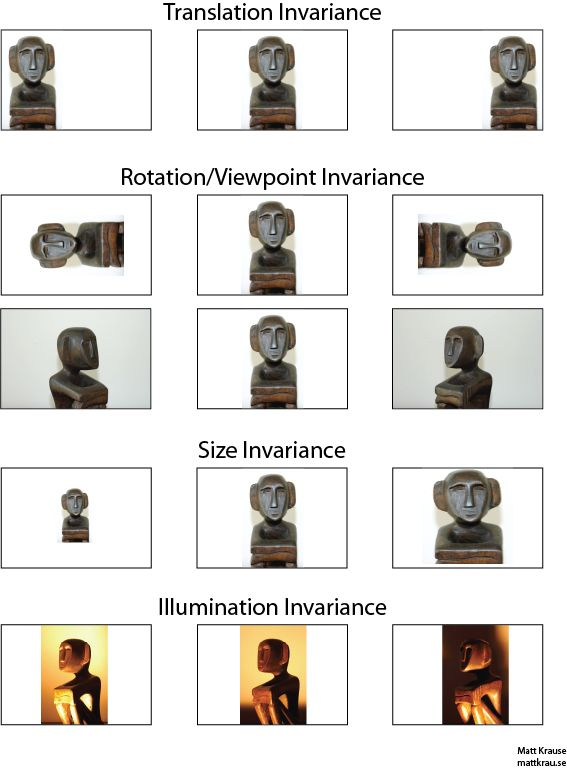 Translation Invariance
Rotation/Viewpoint Invariance
Size Invariance
Illumination Invariance
Matt Krause
mattkrau.se